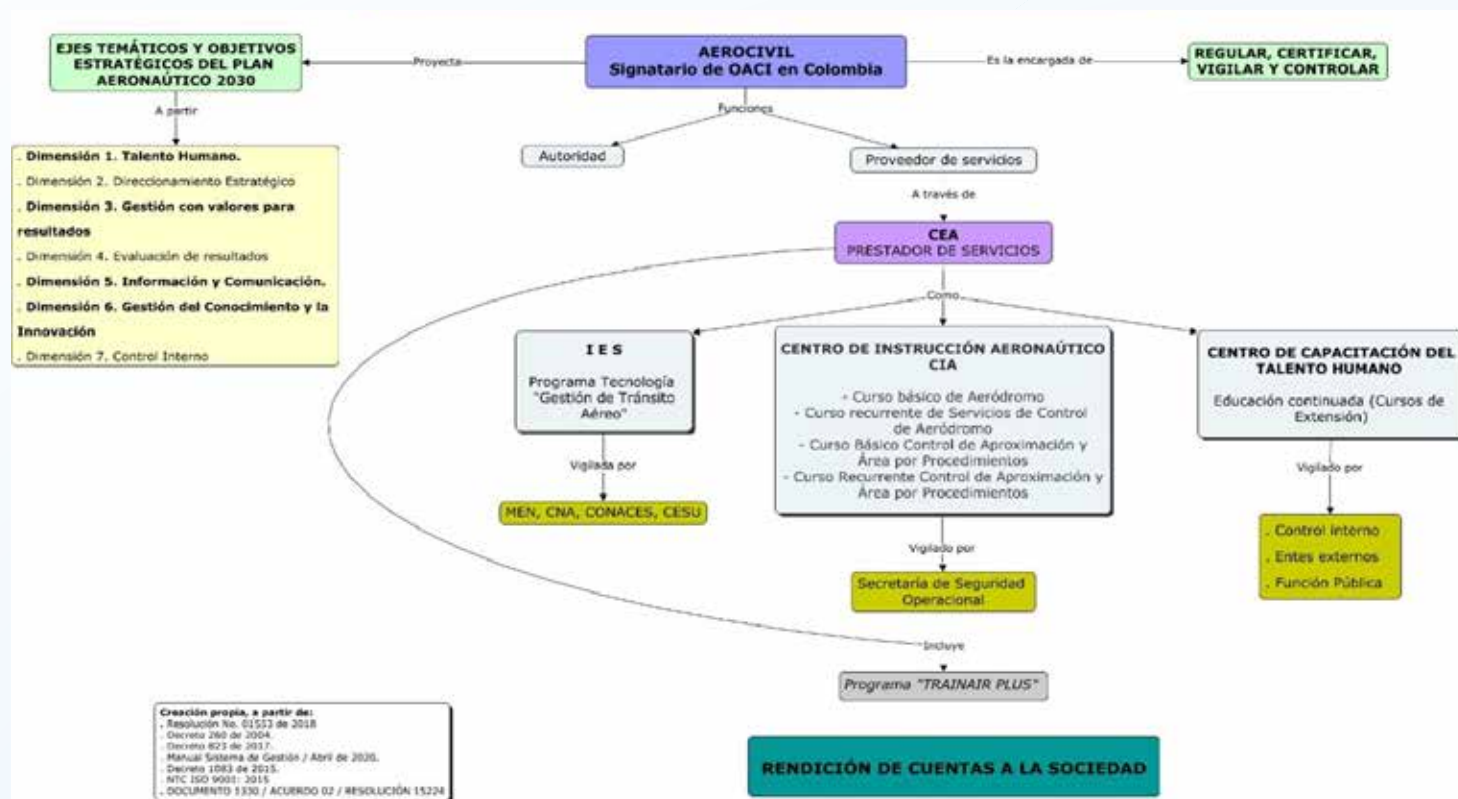 EJES TEMÁTICOS Y OBJETIVOS
ESTRATÉGICOS DEL PLAN
AERONAÚTICO 2030
Proyecta
AEROCIVIL
Signatario de OACI en Colombia
Es la encargada de
REGULAR, CERTIFICAR,
VIGILAR Y CONTROLAR
A partir
Funciones
. Dimensión 1. Talento Humano.
. Dimensión 2. Direccionamiento Estratégico
. Dimensión 3. Gestión con valores para
resultados
. Dimensión 4. Evaluación de resultados
. Dimensión 5. Información y Comunicación.
. Dimensión 6. Gestión del Conocimiento y la
Innovación
. Dimensión 7. Control Interno
Autoridad
Proveedor de servicios
A través de
CEA
PRESTADOR DE SERVICIOS
Como
I E S
Programa Tecnología
"Gestión de Tránsito
Aéreo"
Vigilada por
MEN, CNA, CONACES, CESU
CENTRO DE INSTRUCCIÓN AERONAÚTICO
CIA
- Curso básico de Aeródromo
- Curso recurrente de Servicios de Control
de Aeródromo
- Curso Básico Control de Aproximación y
Área por Procedimientos
- Curso Recurrente Control de Aproximación y
Área por Procedimientos
Vigilado por
Secretaría de Seguridad
Operacional
CENTRO DE CAPACITACIÓN DEL
TALENTO HUMANO
Educación continuada (Cursos de
Extensión)
Vigilado por
. Control interno
. Entes externos
. Función Pública
Incluye
Programa "TRAINAIR PLUS"
Creación propia, a partir de:
. Resolución No. 01553 de 2018
. Decreto 260 de 2004.
. Decreto 823 de 2017.
. Manual Sistema de Gestión / Abril de 2020.
. Decreto 1083 de 2015.
. NTC ISO 9001: 2015
. DOCUMENTO 1330 / ACUERDO 02 / RESOLUCIÓN 15224
RENDICIÓN DE CUENTAS A LA SOCIEDAD